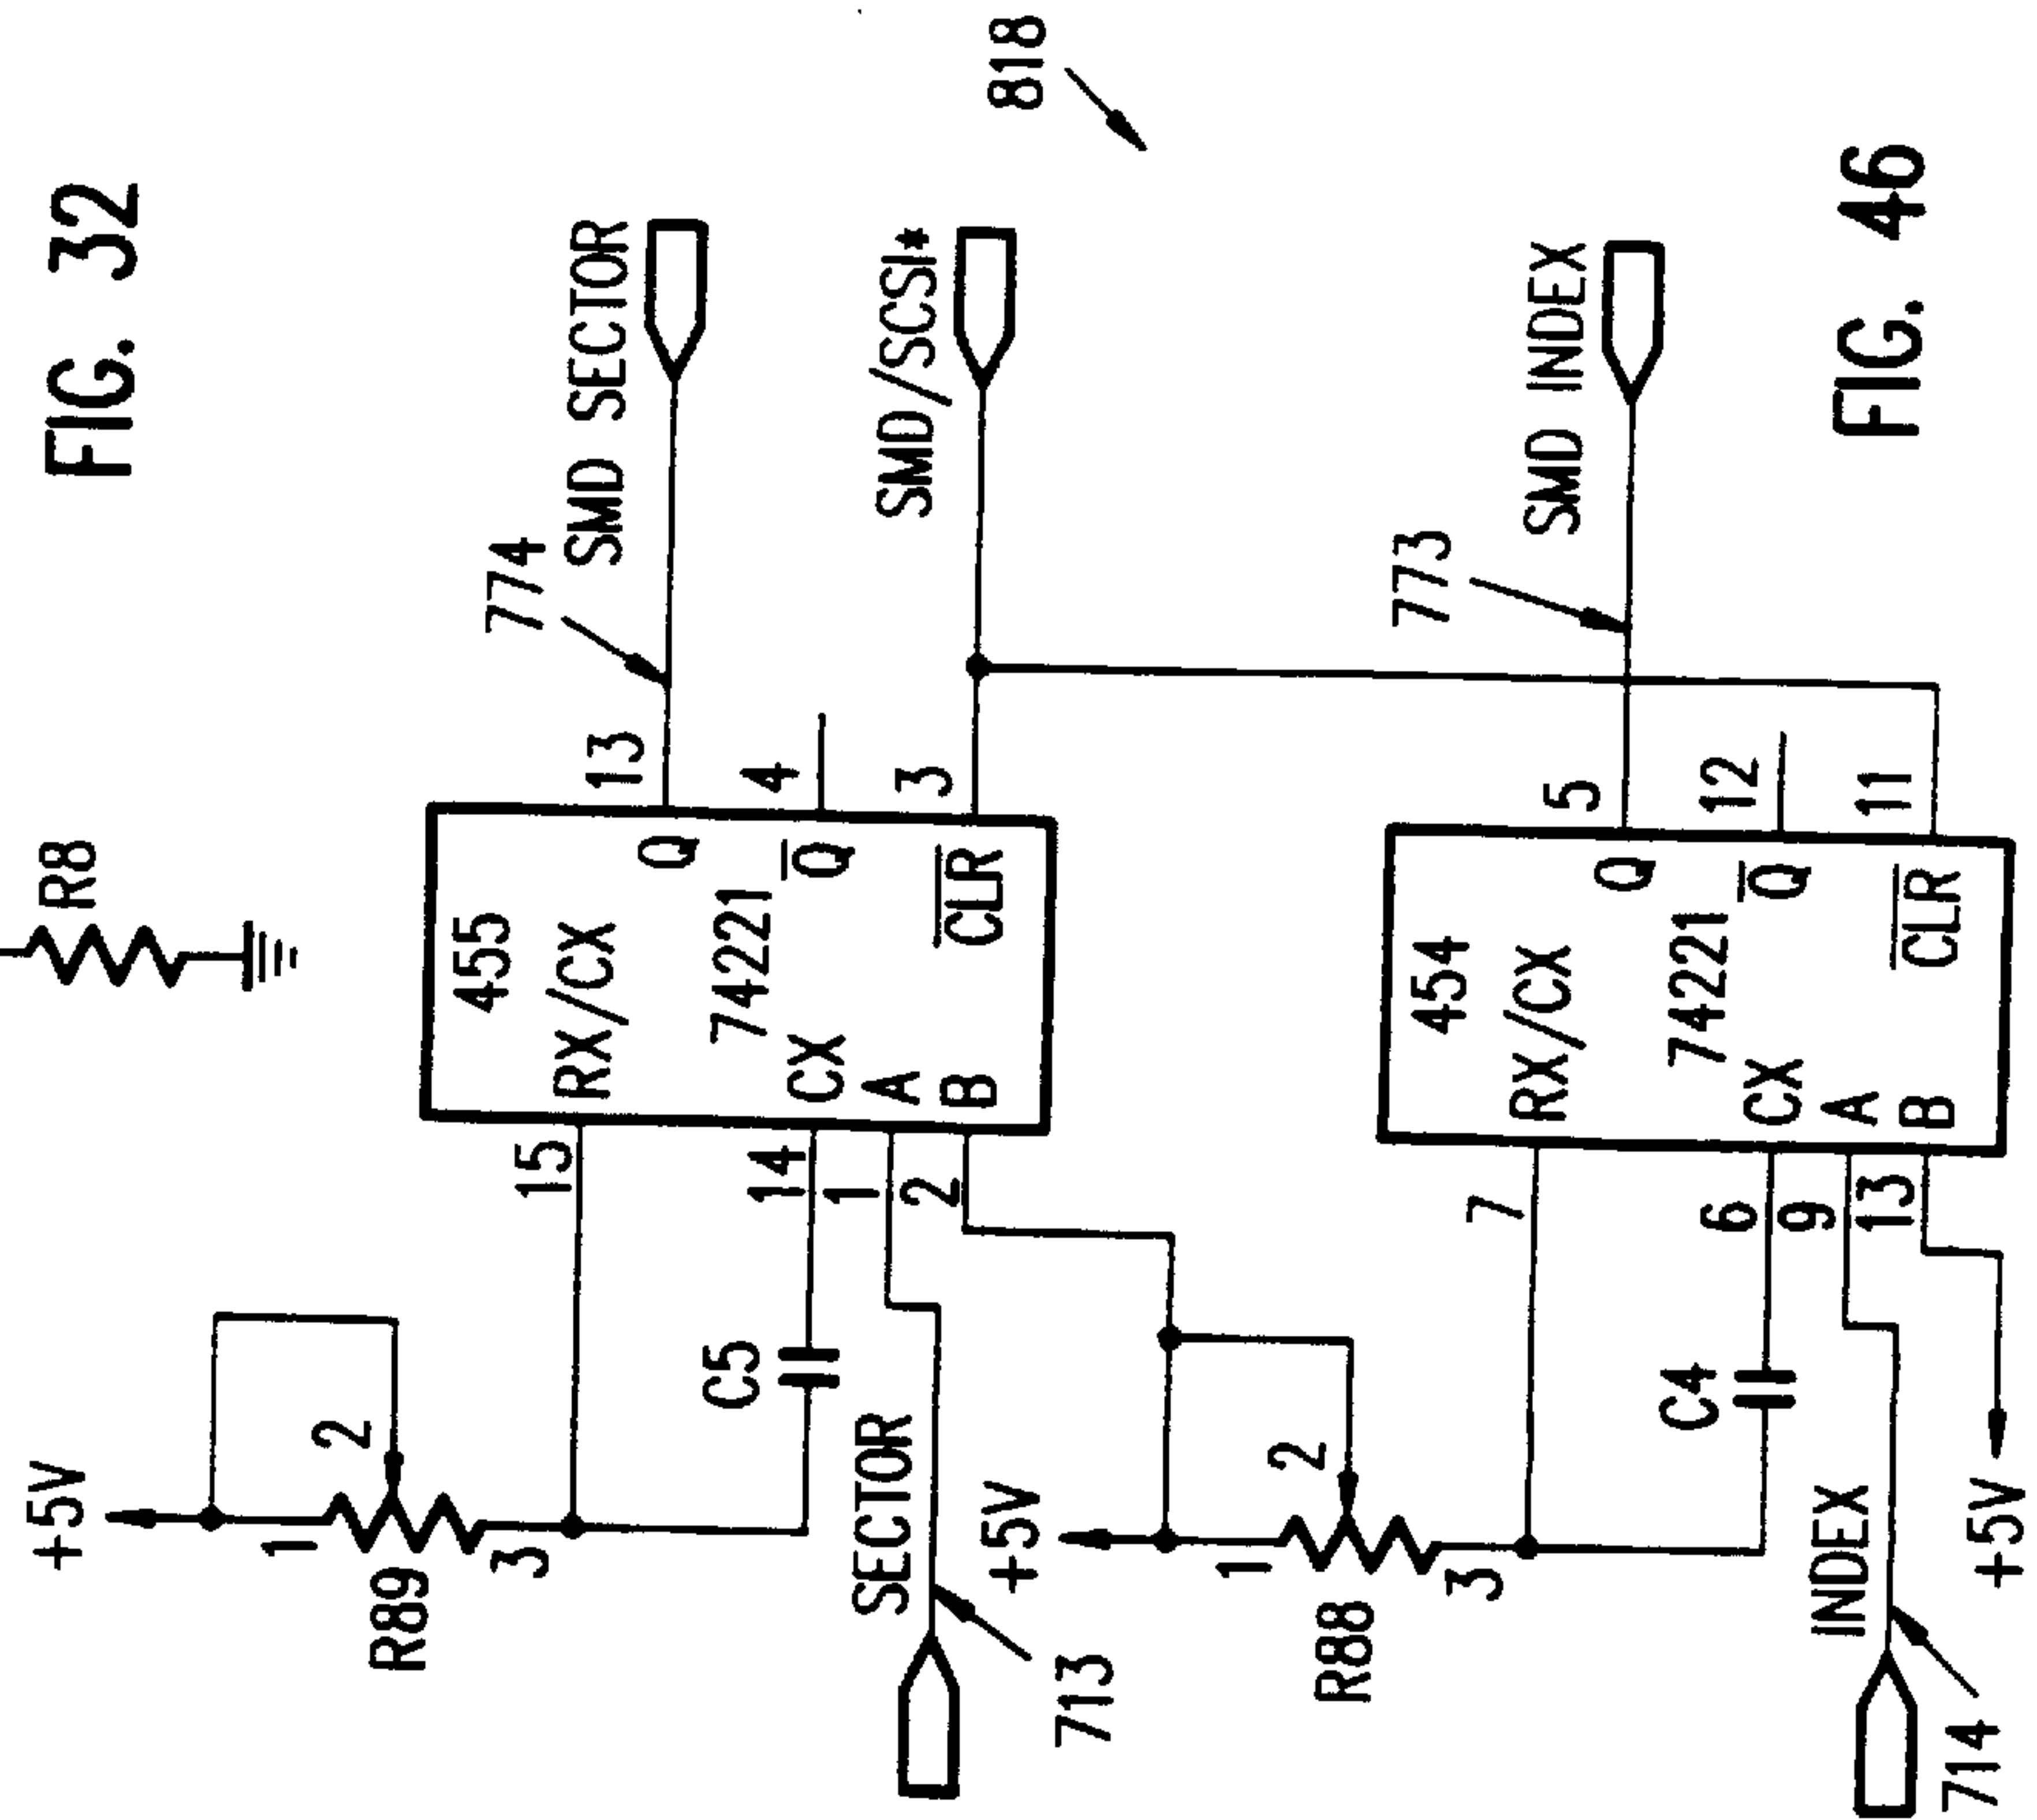 R8
FIG. 32
+5V
1
2
R89
3
15
455
RX/CX
Q
13
774
SMD SECTOR
C5
14
74221
CX
Q
4
SECTOR
1
A
713
2
B
CLR
3
SMD/SCSI*
818
+5V
1
2
R88
3
7
454
RX/CX
Q
5
773
SMD INDEX
C4
6
74221
CX
Q
12
INDEX
9
A
714
13
B
CLR
11
+5V
FIG. 46